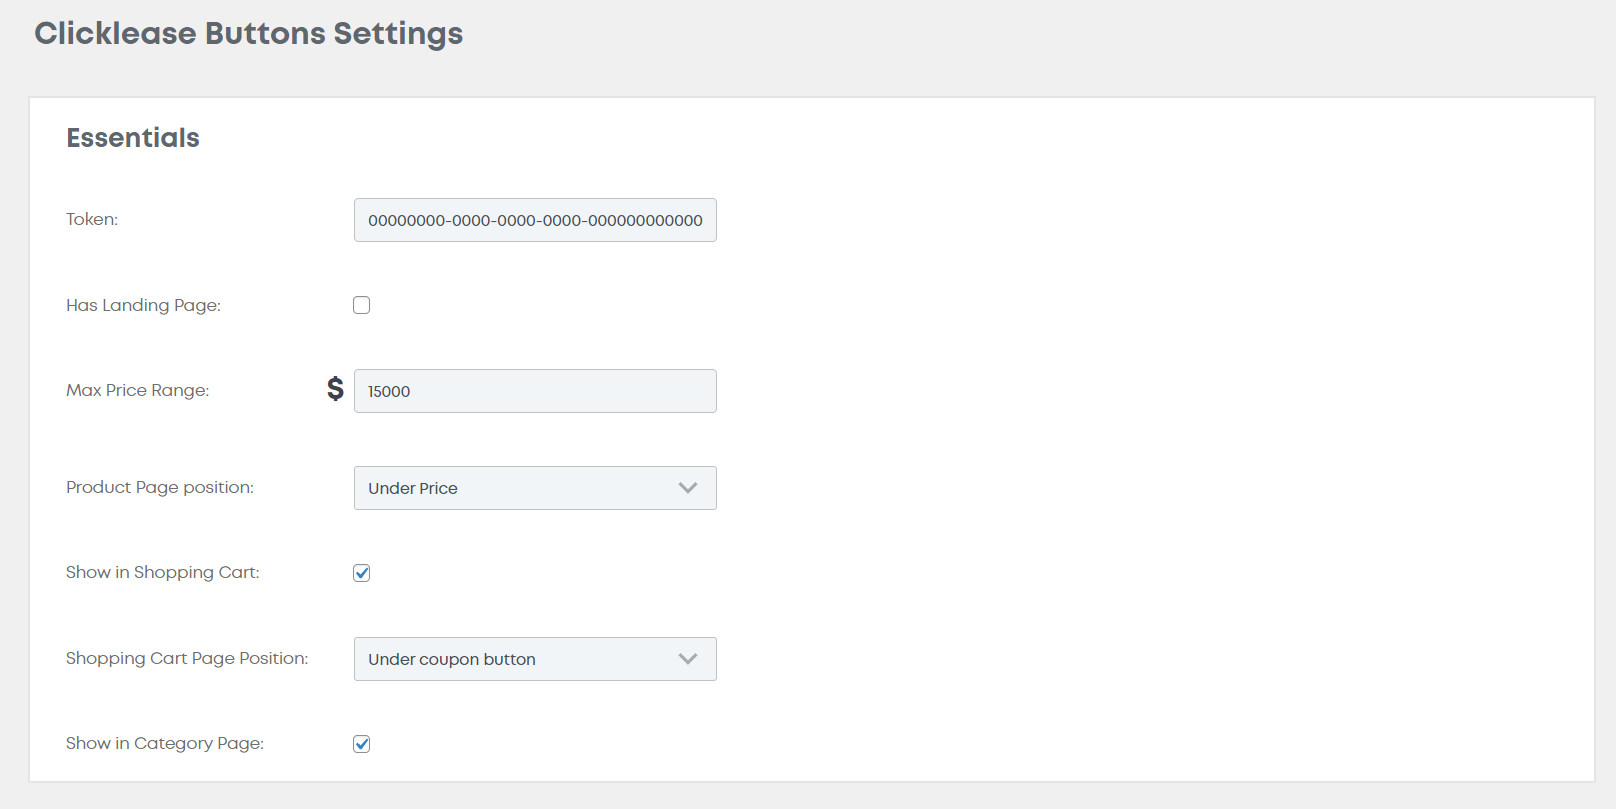 Clicklease Buttons Settings
Essentials
Token: 00000000-0000-0000-0000-000000000000
Has Landing Page:
Max Price Range: $ 15000
Product Page position: Under Price
Show in Shopping Cart:
Shopping Cart Page Position: Under coupon button
Show in Category Page: